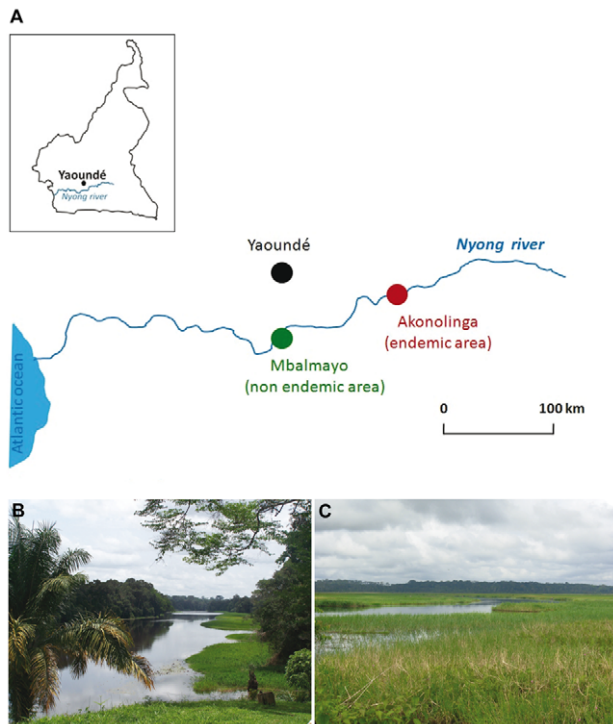 A
Yaoundé
Nyong river
Yaoundé
Nyong river
Akonolinga
(endemic area)
Mbalmayo
(non endemic area)
Atlantic ocean
0
100 km
B
C